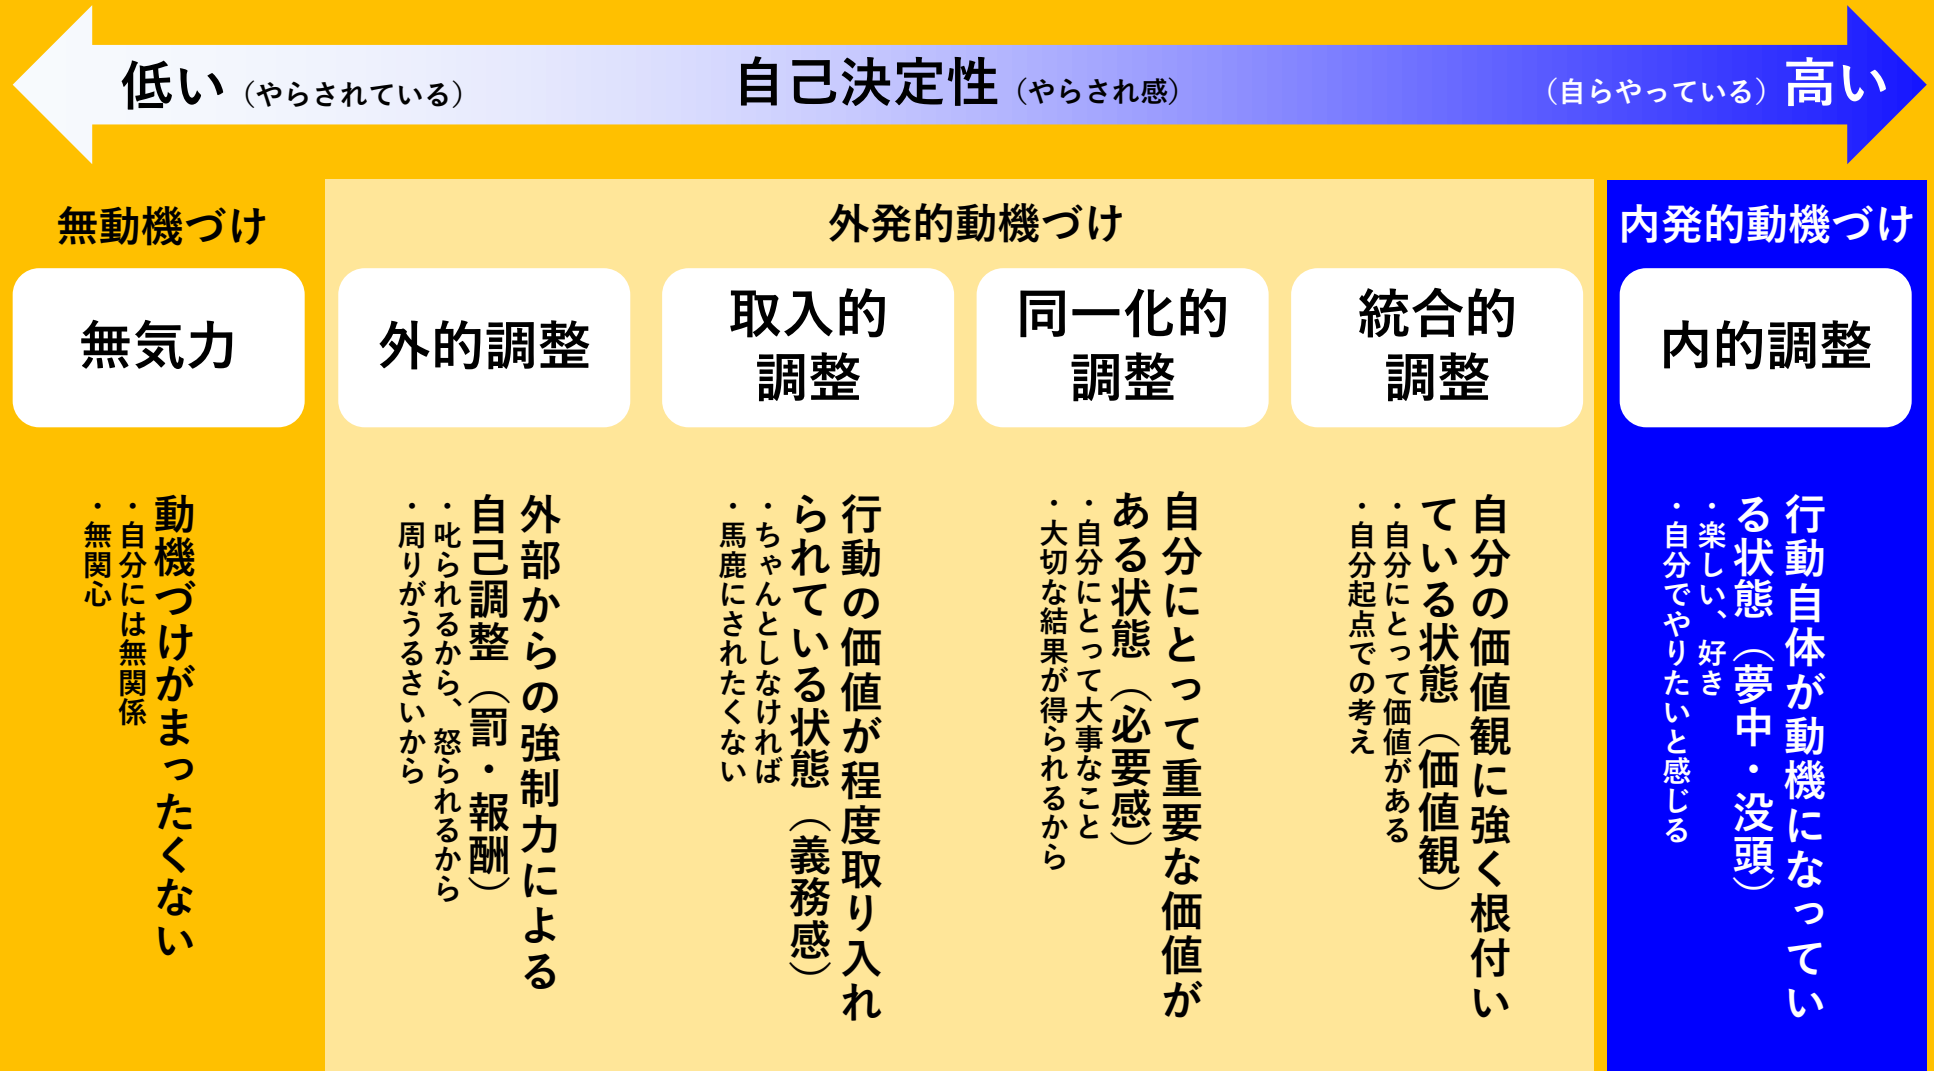 低い（やらされている）
自己決定性（やらされ感）
（自らやっている）高い
無動機づけ
外発的動機づけ
内発的動機づけ
無気力
外的調整
取入的
調整
同一化的
調整
統合的
調整
内的調整
動機づけがまったくない
・自分には無関係
・無関心
外部からの強制力による
自己調整（罰・報酬）
・叱られるから、怒られるから
・周りがうるさいから
行動の価値が程度取り入れ
られている状態（義務感）
・ちゃんとしなければ
・馬鹿にされたくない
自分にとって重要な価値が
ある状態（必要感）
・自分にとって大事なこと
・大切な結果が得られるから
自分の価値観に強く根付い
ている状態（価値観）
・自分にとって価値がある
・自分起点での考え
行動自体が動機になってい
る状態（夢中・没頭）
・楽しい、好き
・自分でやりたいと感じる